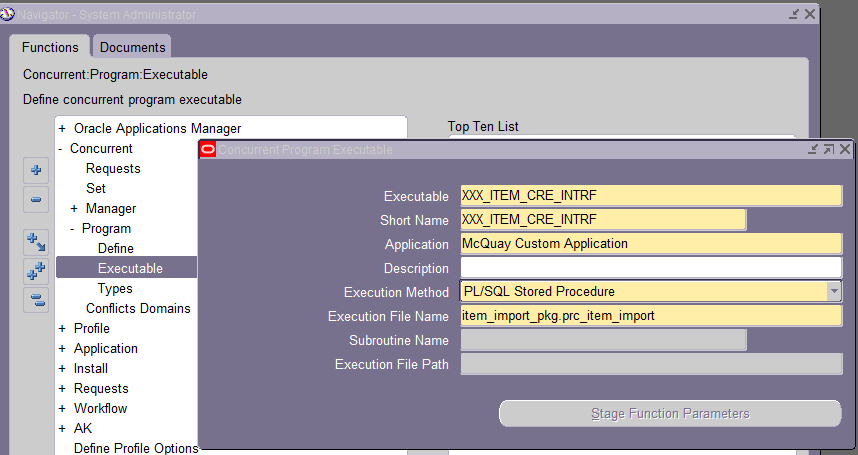 Navigator - System Administrator
Functions
Documents
Concurrent:Program:Executable
Define concurrent program executable
Top Ten List
+ Oracle Applications Manager
- Concurrent
Requests
Set
+ Manager
- Program
Define
Executable
Types
Conflicts Domains
+ Profile
+ Application
+ Install
+ Requests
+ Workflow
+ AK
Define Profile Options
Concurrent Program Executable
Executable XXX_ITEM_CRE_INTRF
Short Name XXX_ITEM_CRE_INTRF
Application McQuay Custom Application
Description
Execution Method PL/SQL Stored Procedure
Execution File Name item_import_pkg.prc_item_import
Subroutine Name
Execution File Path
Stage Function Parameters